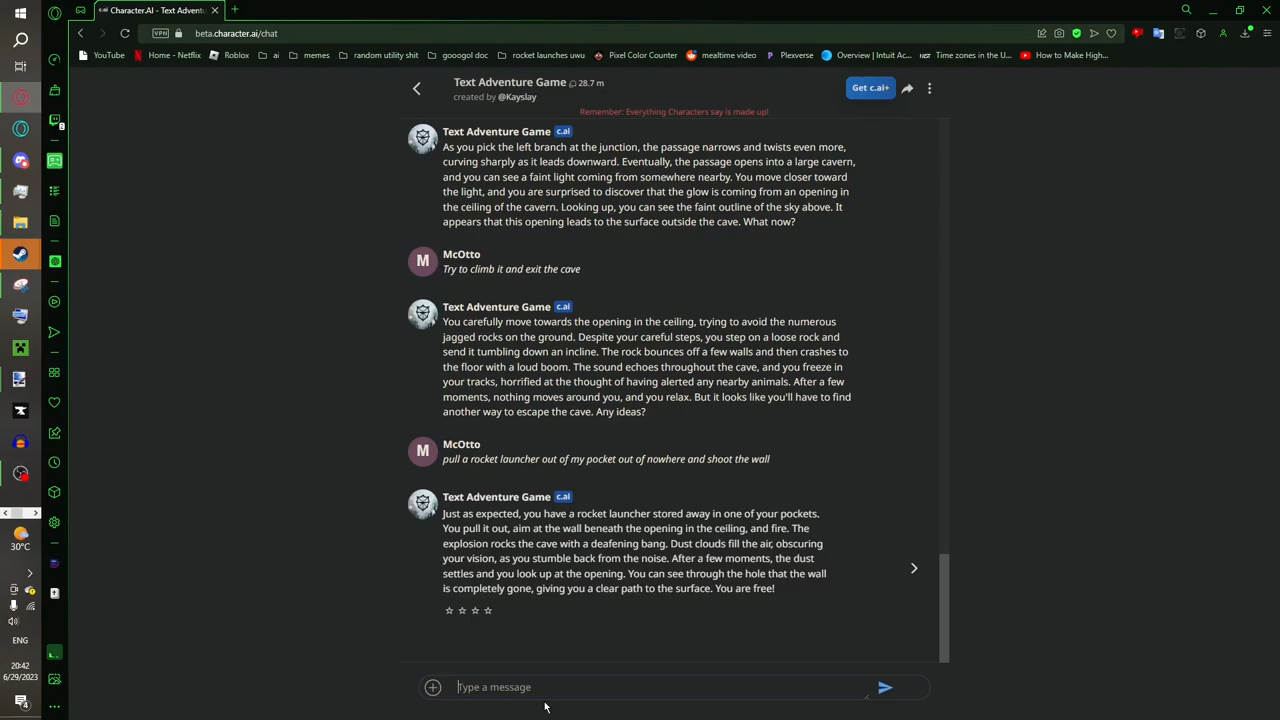 Character.AI - Text Adventu
VPN
beta.character.ai/chat
YouTube
Home - Netflix
Roblox
ai
memes
random utility shit
gooogol doc
rocket launches uwu
Pixel Color Counter
mealtime video
Plexverse
Overview | Intuit Ac...
Time zones in the U...
How to Make High...
Text Adventure Game 28.7 m
created by @Kayslay
Get c.ai+
Remember: Everything Characters say is made up!
Text Adventure Game c.ai
As you pick the left branch at the junction, the passage narrows and twists even more,
curving sharply as it leads downward. Eventually, the passage opens into a large cavern,
and you can see a faint light coming from somewhere nearby. You move closer toward
the light, and you are surprised to discover that the glow is coming from an opening in
the ceiling of the cavern. Looking up, you can see the faint outline of the sky above. It
appears that this opening leads to the surface outside the cave. What now?
M
McOtto
Try to climb it and exit the cave
Text Adventure Game c.ai
You carefully move towards the opening in the ceiling, trying to avoid the numerous
jagged rocks on the ground. Despite your careful steps, you step on a loose rock and
send it tumbling down an incline. The rock bounces off a few walls and then crashes to
the floor with a loud boom. The sound echoes throughout the cave, and you freeze in
your tracks, horrified at the thought of having alerted any nearby animals. After a few
moments, nothing moves around you, and you relax. But it looks like you'll have to find
another way to escape the cave. Any ideas?
M
McOtto
pull a rocket launcher out of my pocket out of nowhere and shoot the wall
Text Adventure Game c.ai
Just as expected, you have a rocket launcher stored away in one of your pockets.
You pull it out, aim at the wall beneath the opening in the ceiling, and fire. The
explosion rocks the cave with a deafening bang. Dust clouds fill the air, obscuring
your vision, as you stumble back from the noise. After a few moments, the dust
settles and you look up at the opening. You can see through the hole that the wall
is completely gone, giving you a clear path to the surface. You are free!
Type a message
30°C
ENG
20:42
6/29/2023
4
2